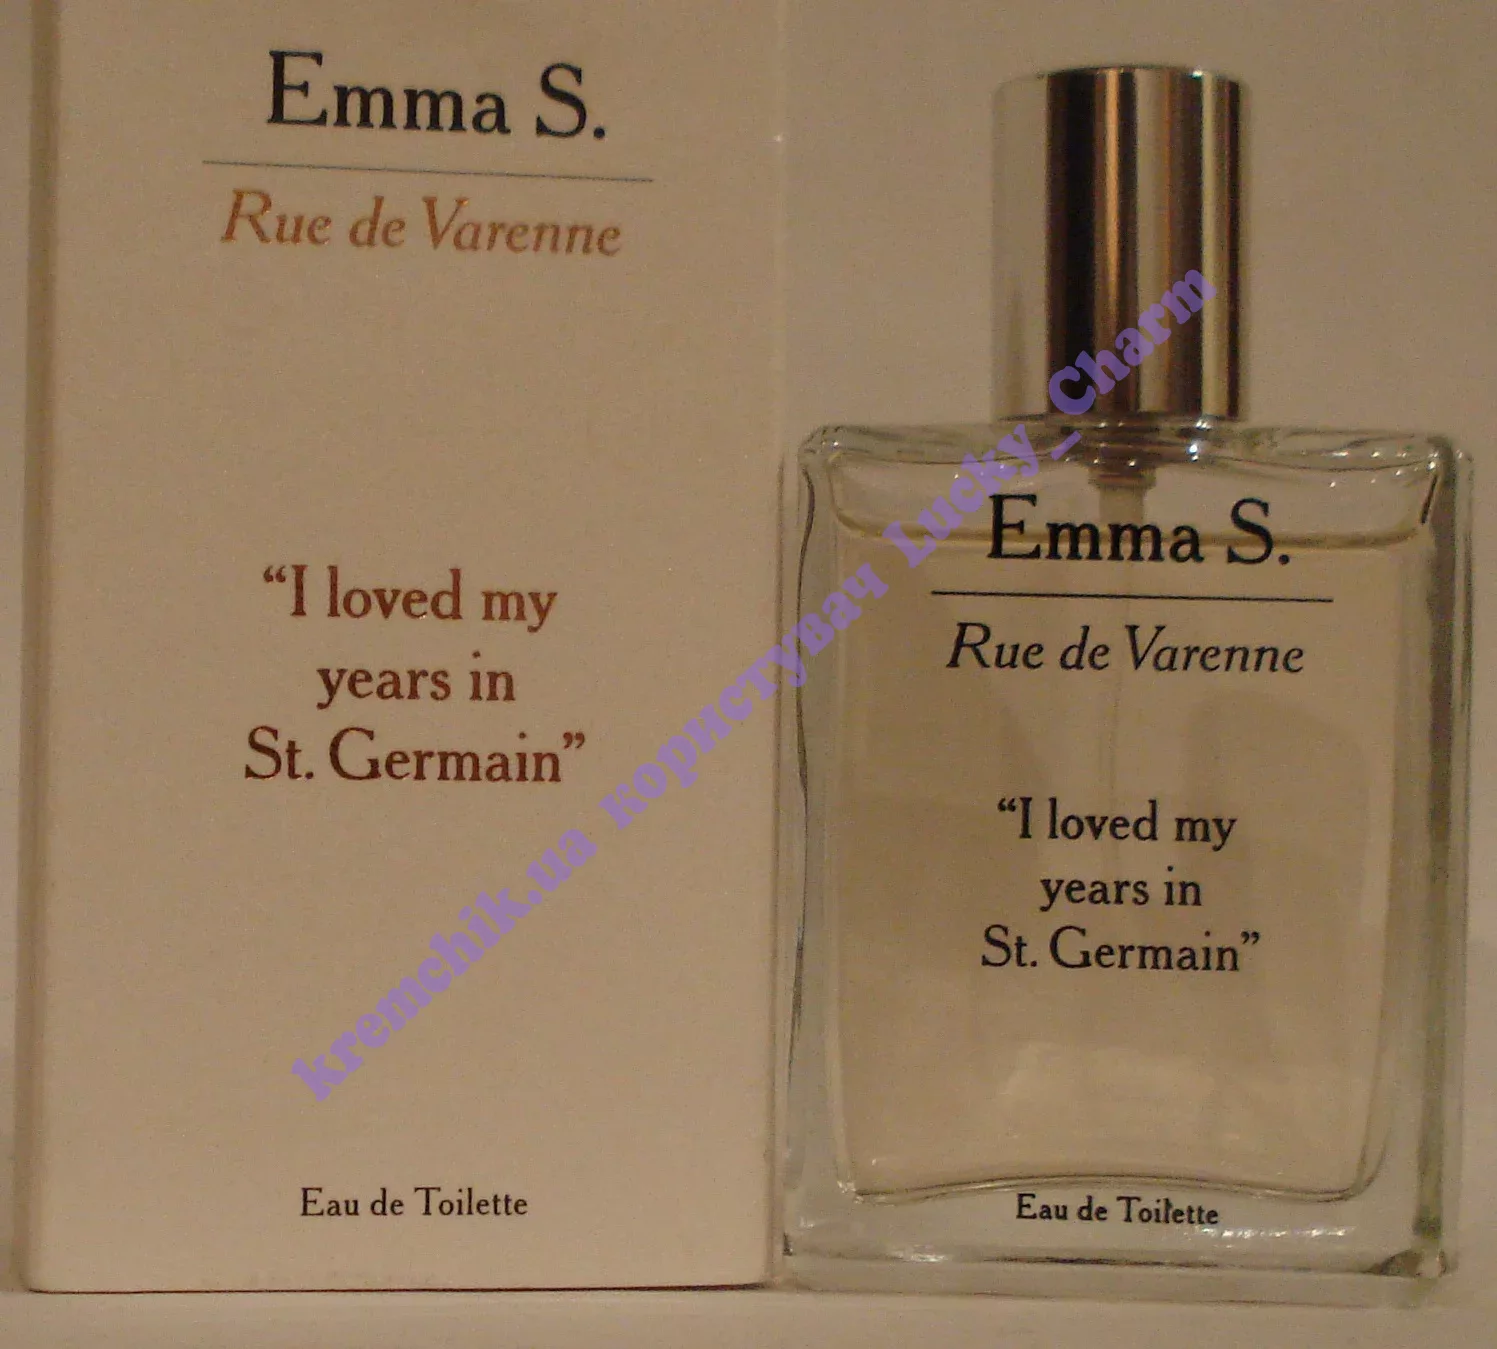 Emma S.
Rue de Varenne
“I loved my
years in
St. Germain”
Eau de Toilette
Emma S.
Rue de Varenne
“I loved my
years in
St. Germain”
Eau de Toilette
kremchik.ua користувач Lucky_Charm